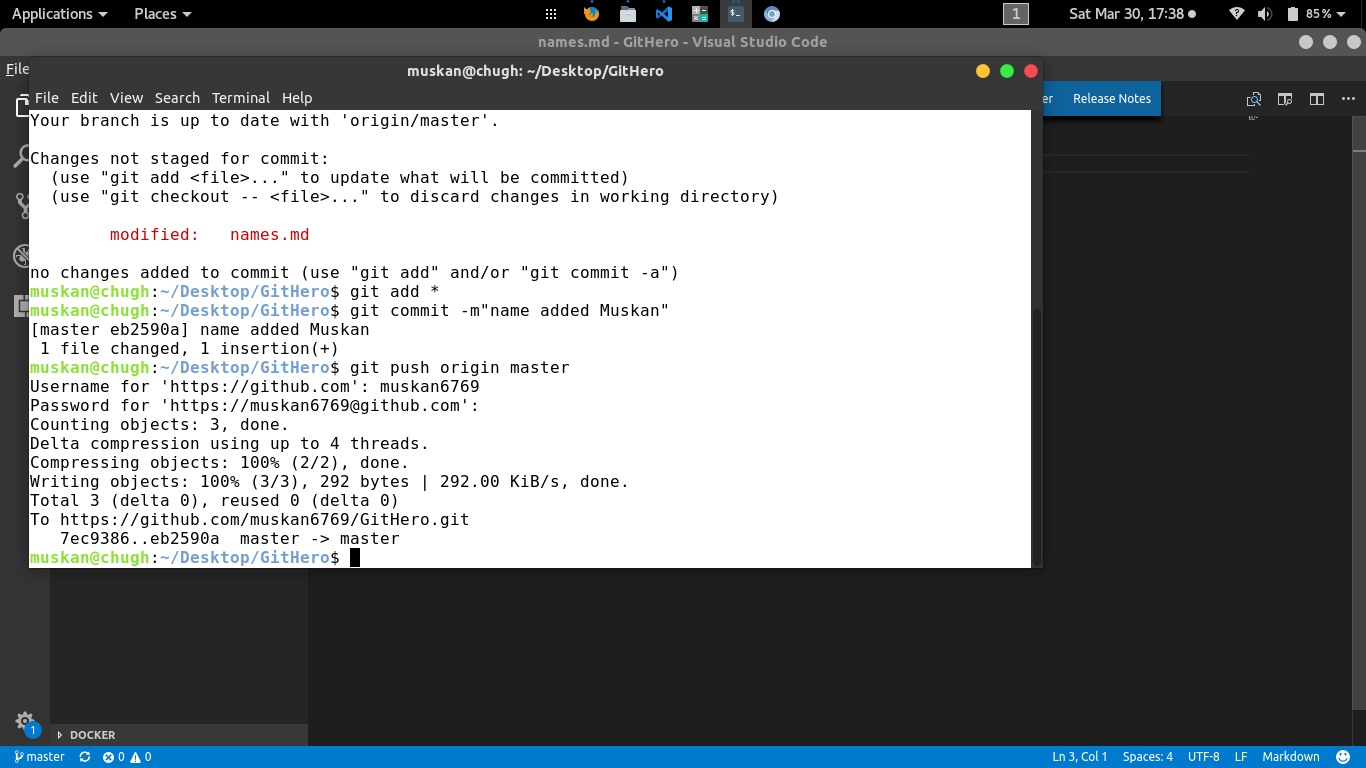 Applications Places 1 Sat Mar 30, 17:38 85%
names.md - GitHero - Visual Studio Code
File
muskan@chugh: ~/Desktop/GitHero
File Edit View Search Terminal Help
er Release Notes
Your branch is up to date with 'origin/master'.
Changes not staged for commit:
(use "git add <file>..." to update what will be committed)
(use "git checkout -- <file>..." to discard changes in working directory)
modified: names.md
no changes added to commit (use "git add" and/or "git commit -a")
muskan@chugh:~/Desktop/GitHero$ git add *
muskan@chugh:~/Desktop/GitHero$ git commit -m"name added Muskan"
[master eb2590a] name added Muskan
1 file changed, 1 insertion(+)
muskan@chugh:~/Desktop/GitHero$ git push origin master
Username for 'https://github.com': muskan6769
Password for 'https://muskan6769@github.com':
Counting objects: 3, done.
Delta compression using up to 4 threads.
Compressing objects: 100% (2/2), done.
Writing objects: 100% (3/3), 292 bytes | 292.00 KiB/s, done.
Total 3 (delta 0), reused 0 (delta 0)
To https://github.com/muskan6769/GitHero.git
7ec9386..eb2590a master -> master
muskan@chugh:~/Desktop/GitHero$
1
DOCKER
master 0 0 Ln 3, Col 1 Spaces: 4 UTF-8 LF Markdown